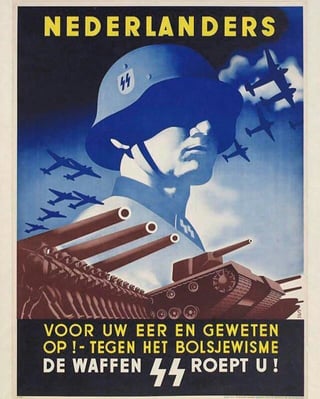 NEDERLANDERS
VOOR UW EER EN GEWETEN
OP!- TEGEN HET BOLSJEWISME
DE WAFFEN SS ROEPT U!